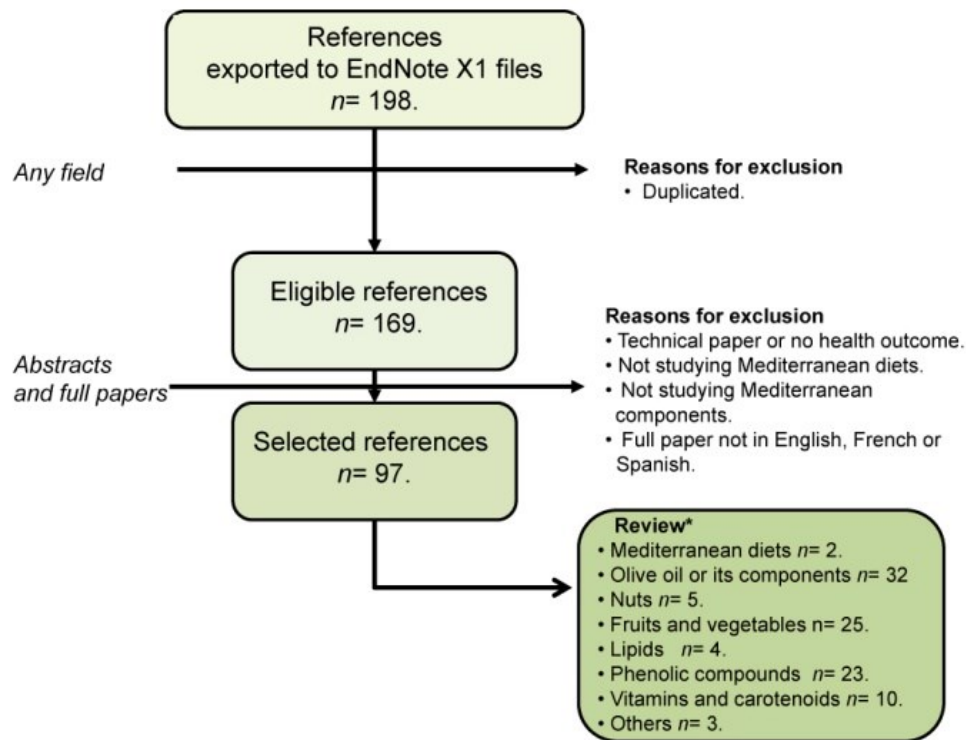 References
exported to EndNote X1 files
n= 198.
Any field
Reasons for exclusion
• Duplicated.
Eligible references
n= 169.
Abstracts
and full papers
Reasons for exclusion
• Technical paper or no health outcome.
• Not studying Mediterranean diets.
• Not studying Mediterranean
components.
• Full paper not in English, French or
Spanish.
Selected references
n= 97.
Review*
• Mediterranean diets n= 2.
• Olive oil or its components n= 32
• Nuts n= 5.
• Fruits and vegetables n= 25.
• Lipids n= 4.
• Phenolic compounds n= 23.
• Vitamins and carotenoids n= 10.
• Others n= 3.